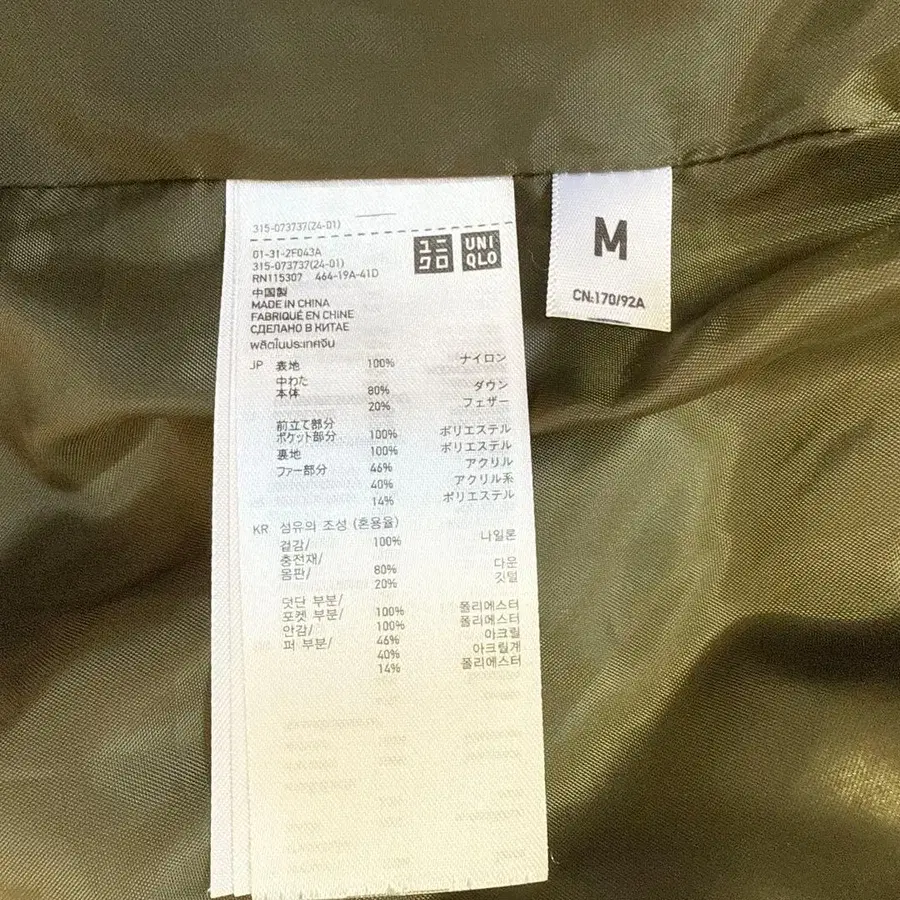 315-073737(24-01)
01-31-2F043A
315-073737(24-01)
RN115307 464-19A-41D
ユニクロ
UNIQLO
中国製
MADE IN CHINA
FABRIQUÉ EN CHINE
СДЕЛАНО В КИТАЕ
ผลิตในประเทศจีน
JP 表地 100% ナイロン
中わた
本体 80% ダウン
20% フェザー
前立て部分
ポケット部分 100% ポリエステル
裏地 100% ポリエステル
ファー部分 46% アクリル
40% アクリル系
14% ポリエステル
KR 섬유의 조성 (혼용율)
겉감/ 100% 나일론
충전재/
몸판/ 80% 다운
20% 깃털
덧단 부분/
포켓 부분/ 100% 폴리에스터
안감/ 100% 폴리에스터
퍼 부분/ 46% 아크릴
40% 아크릴계
14% 폴리에스터
M
CN:170/92A